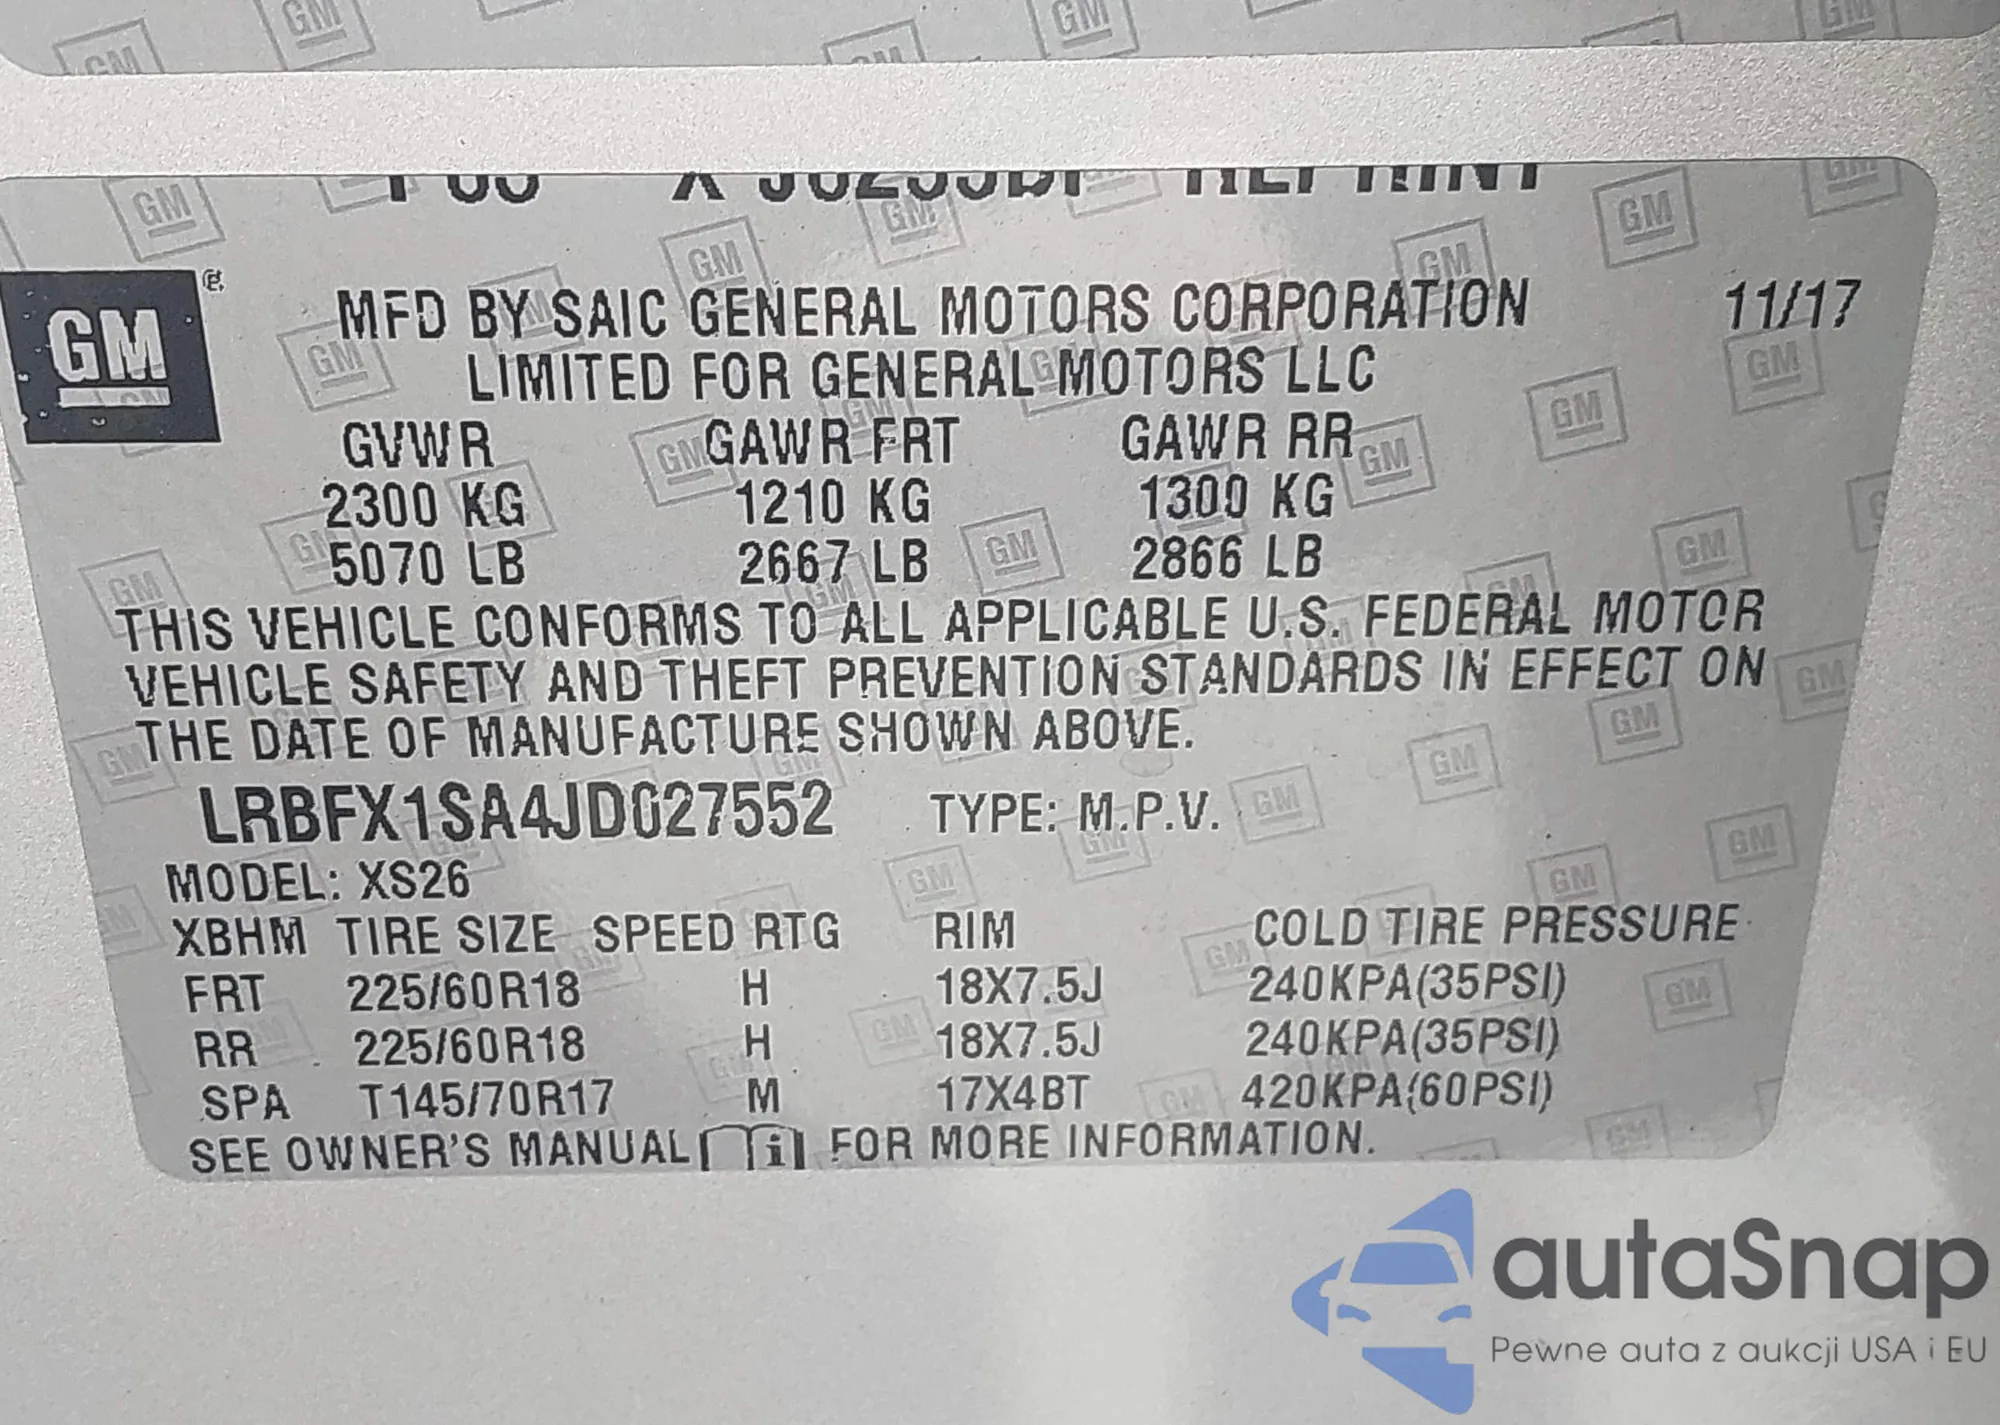 MFD BY SAIC GENERAL MOTORS CORPORATION 11/17
LIMITED FOR GENERAL MOTORS LLC
GM
GVWR GAWR FRT GAWR RR
2300 KG 1210 KG 1300 KG
5070 LB 2667 LB 2866 LB
THIS VEHICLE CONFORMS TO ALL APPLICABLE U.S. FEDERAL MOTOR
VEHICLE SAFETY AND THEFT PREVENTION STANDARDS IN EFFECT ON
THE DATE OF MANUFACTURE SHOWN ABOVE.
LRBFX1SA4JD027552 TYPE: M.P.V.
MODEL: XS26
XBHM TIRE SIZE SPEED RTG RIM COLD TIRE PRESSURE
FRT 225/60R18 H 18X7.5J 240KPA(35PSI)
RR 225/60R18 H 18X7.5J 240KPA(35PSI)
SPA T145/70R17 M 17X4BT 420KPA(60PSI)
SEE OWNER'S MANUAL i FOR MORE INFORMATION.
autaSnap
Pewne auta z aukcji USA i EU